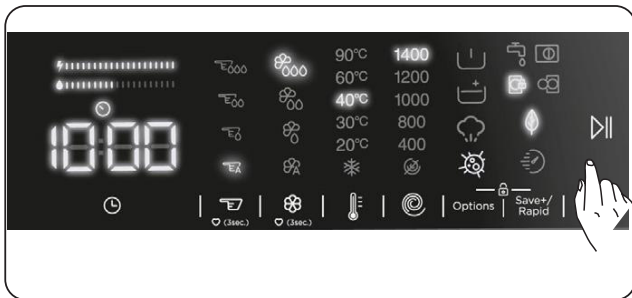 90°C 1400
60°C 1200
40°C 1000
30°C 800
20°C 400
10:00
A A
Options Save+/
Rapid
(3sec.) (3sec.)